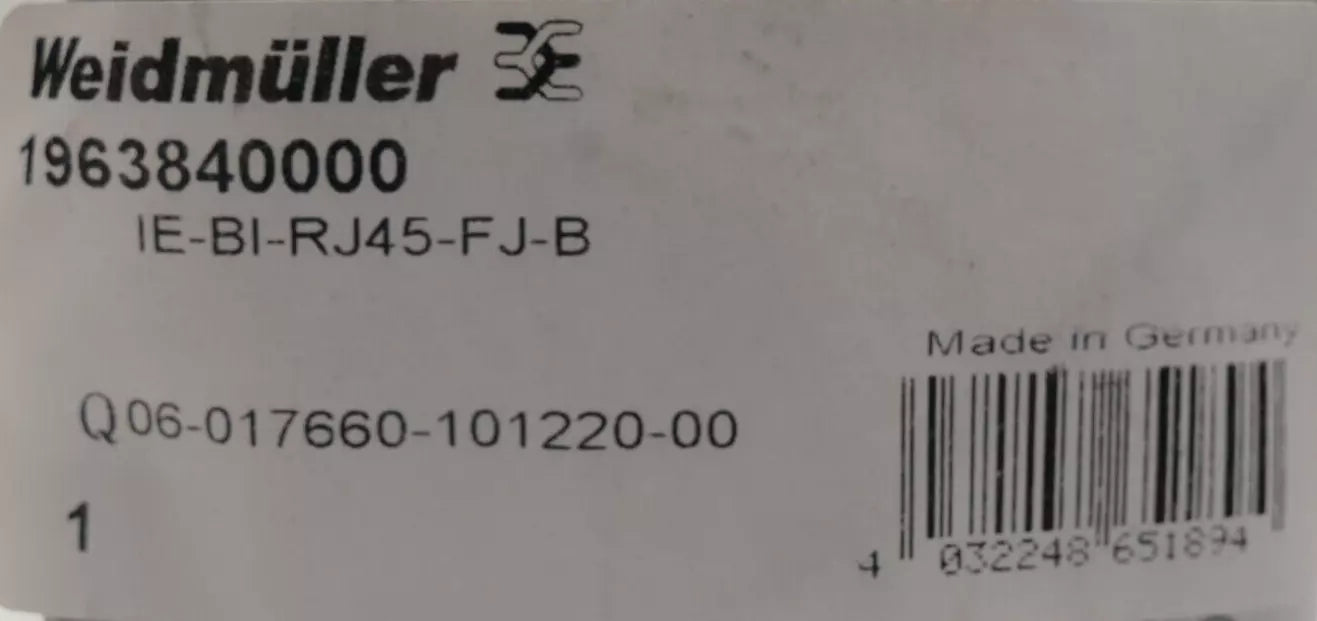 Weidmüller
1963840000
IE-BI-RJ45-FJ-B
Made in Germany
Q06-017660-101220-00
1
4 032248 651894